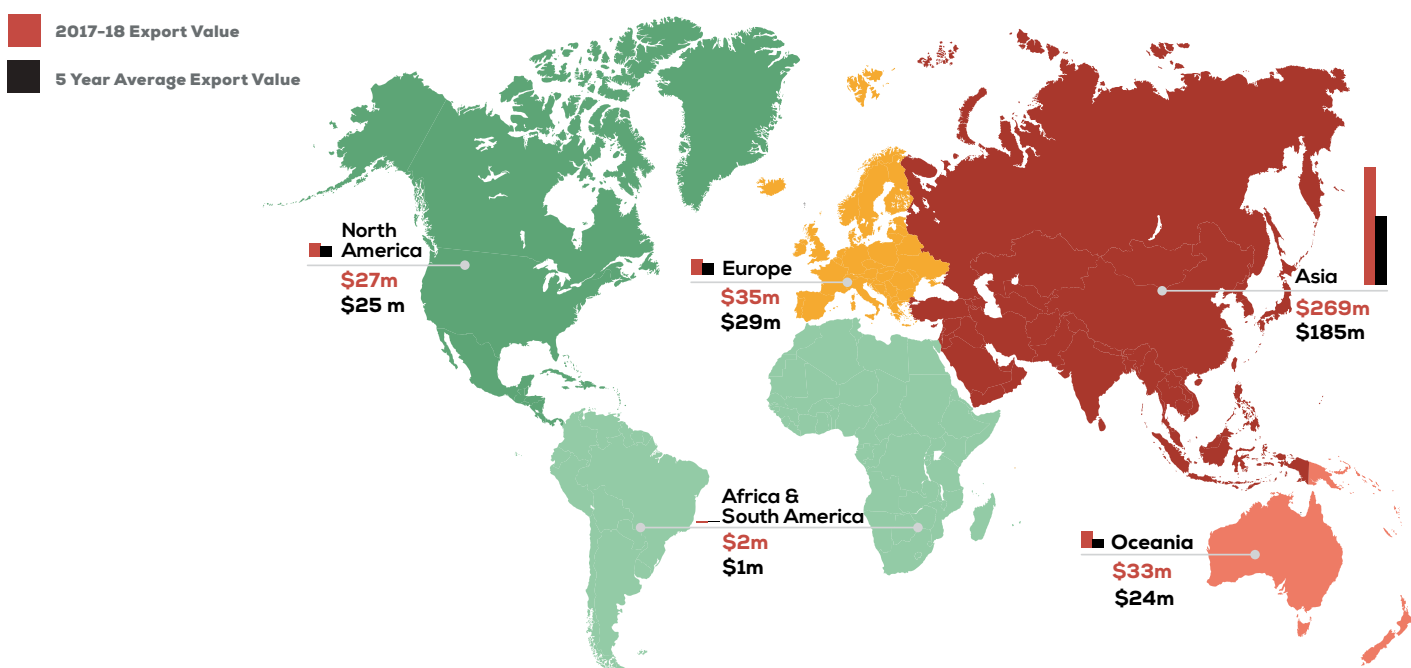 2017-18 Export Value
5 Year Average Export Value
North
America
$27m
$25 m
Europe
$35m
$29m
Asia
$269m
$185m
Africa &
South America
$2m
$1m
Oceania
$33m
$24m